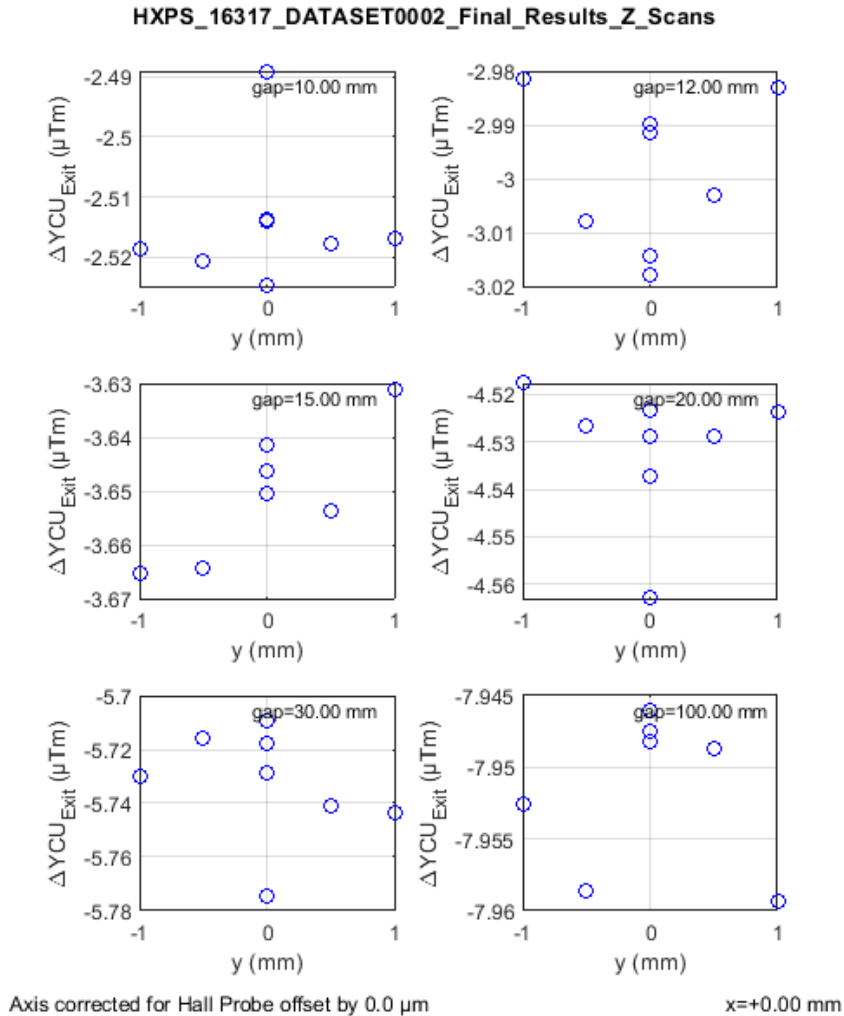 HXPS_16317_DATASET0002_Final_Results_Z_Scans
gap=10.00 mm
-2.49
-2.5
-2.51
-2.52
ΔYCU_Exit (μTm)
-1 0 1
y (mm)
gap=12.00 mm
-2.98
-2.99
-3
-3.01
-3.02
ΔYCU_Exit (μTm)
-1 0 1
y (mm)
gap=15.00 mm
-3.63
-3.64
-3.65
-3.66
-3.67
ΔYCU_Exit (μTm)
-1 0 1
y (mm)
gap=20.00 mm
-4.52
-4.53
-4.54
-4.55
-4.56
ΔYCU_Exit (μTm)
-1 0 1
y (mm)
gap=30.00 mm
-5.7
-5.72
-5.74
-5.76
-5.78
ΔYCU_Exit (μTm)
-1 0 1
y (mm)
gap=100.00 mm
-7.945
-7.95
-7.955
-7.96
ΔYCU_Exit (μTm)
-1 0 1
y (mm)
Axis corrected for Hall Probe offset by 0.0 μm
x=+0.00 mm